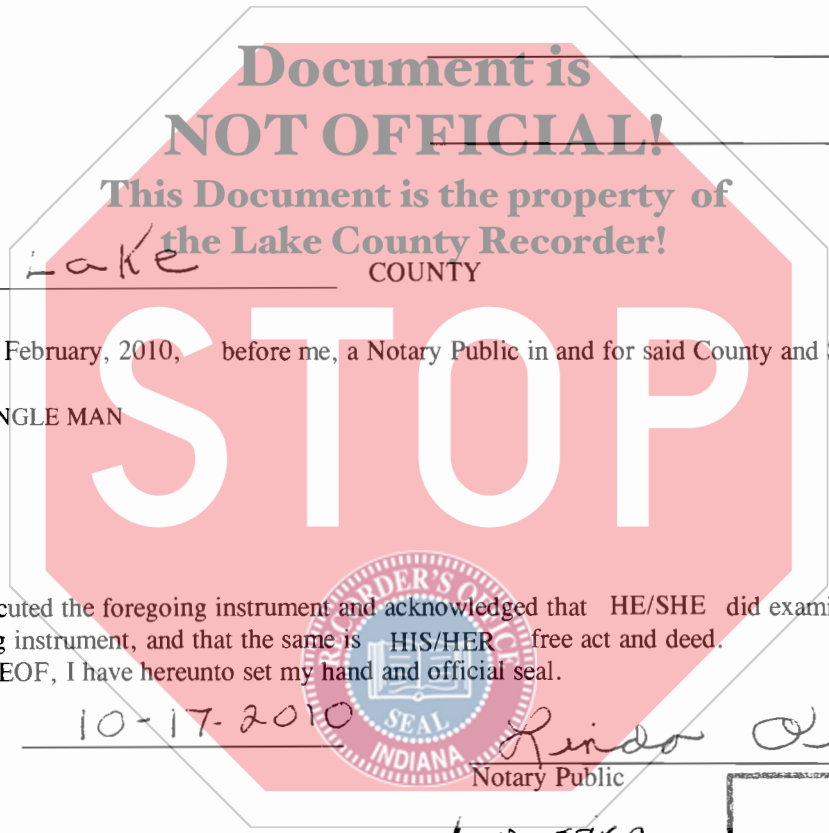 Document is
NOT OFFICIAL!
This Document is the property of
the Lake County Recorder!
Lake COUNTY
STOP
February, 2010, before me, a Notary Public in and for said County and
NGLE MAN
cuted the foregoing instrument and acknowledged that HE/SHE did exami
g instrument, and that the same is HIS/HER free act and deed.
EOF, I have hereunto set my hand and official seal.
RECORDER'S OFFICE
SEAL
INDIANA
10-17-2010
Linda O
Notary Public